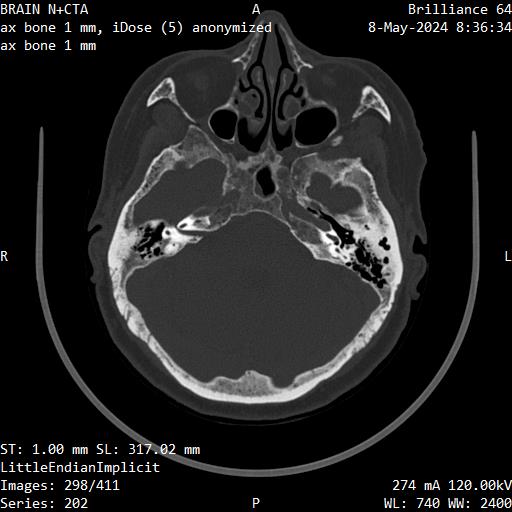 BRAIN N+CTA A Brilliance 64
ax bone 1 mm, iDose (5) anonymized 8-May-2024 8:36:34
ax bone 1 mm
R L
ST: 1.00 mm SL: 317.02 mm
LittleEndianImplicit
Images: 298/411 274 mA 120.00kV
Series: 202 P WL: 740 WW: 2400